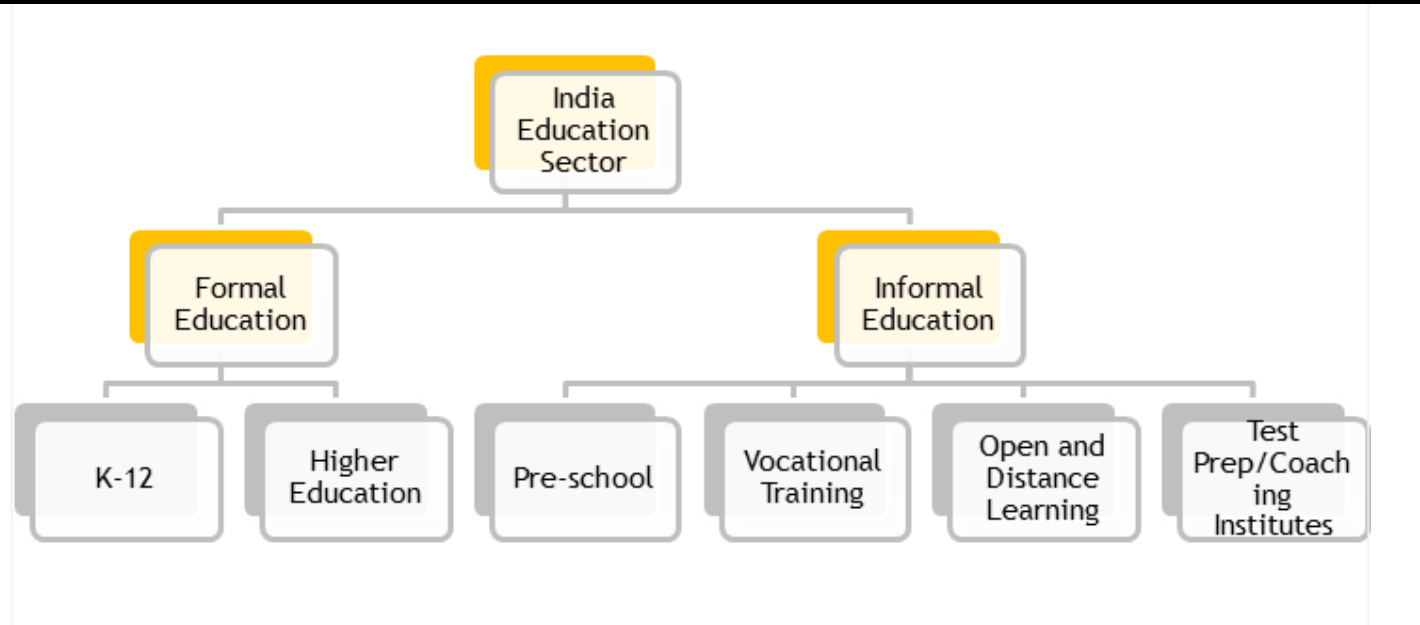 India
Education
Sector
Formal
Education
Informal
Education
K-12
Higher
Education
Pre-school
Vocational
Training
Open and
Distance
Learning
Test
Prep/Coach
ing
Institutes